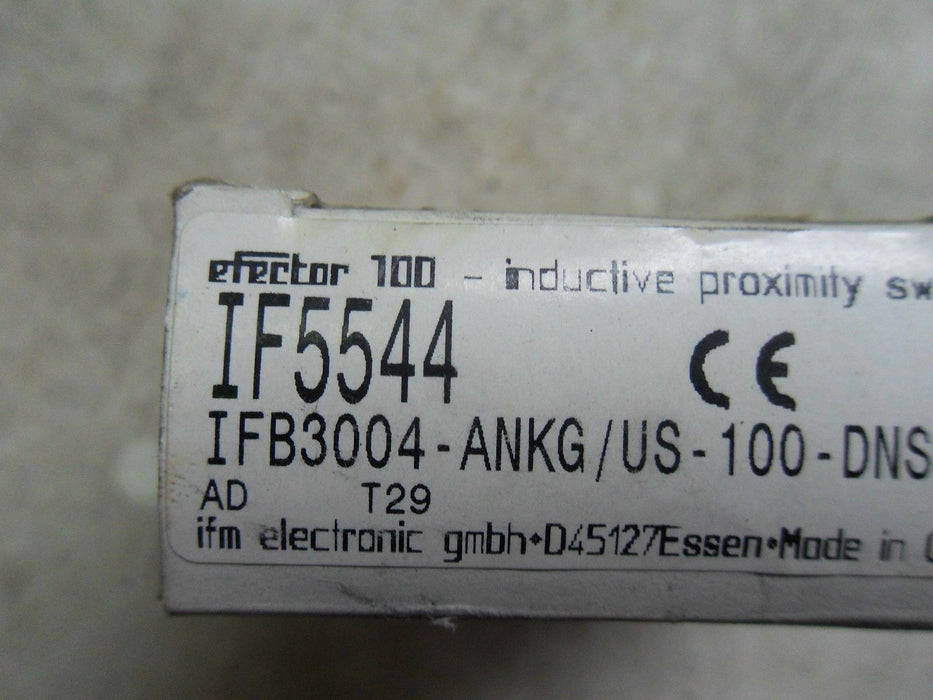 efector 100 - inductive proximity sw
IF5544
CE
IFB3004-ANKG/US-100-DNS
AD T29
ifm electronic gmbh•D45127Essen•Made in